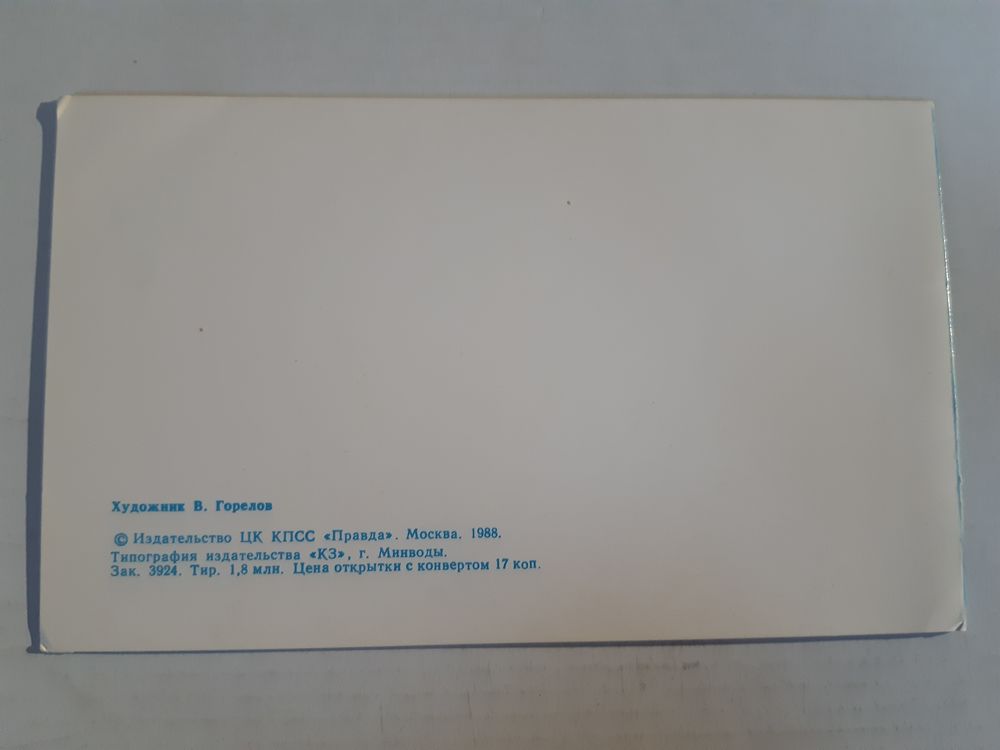 Художник В. Горелов
© Издательство ЦК КПСС «Правда». Москва. 1988.
Типография издательства «КЗ», г. Минводы.
Зак. 3924. Тир. 1,8 млн. Цена открытки с конвертом 17 коп.